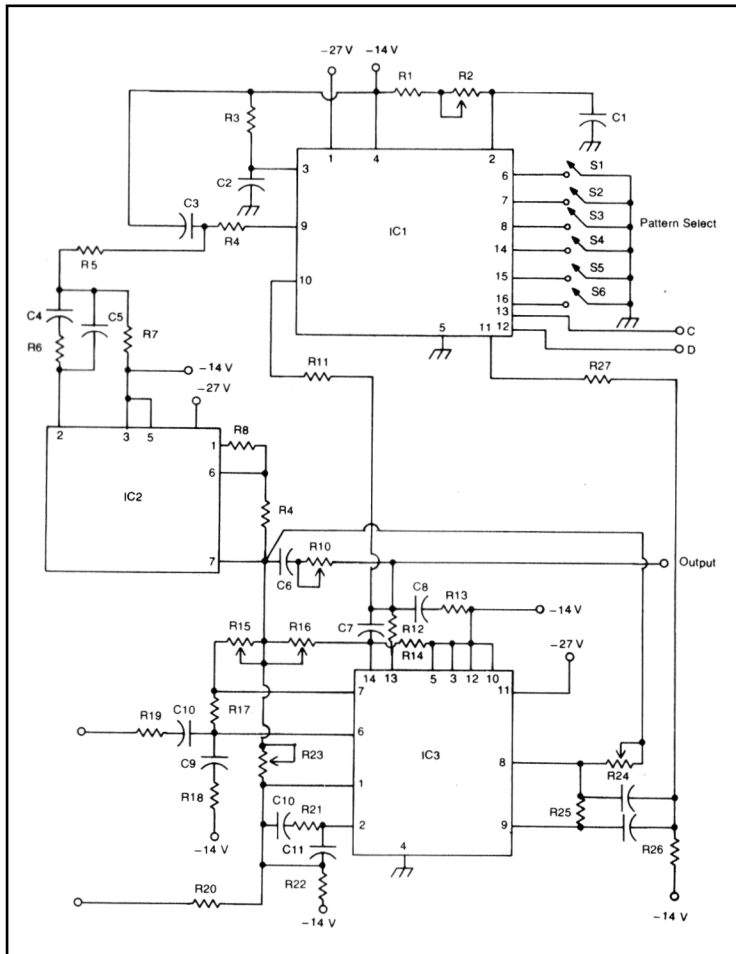 −27 V
−14 V
R1
R2
R3
C1
1
4
2
3
6
S1
C2
7
S2
C3
R4
9
8
S3
Pattern Select
IC1
14
S4
R5
10
15
S5
16
S6
C4
C5
R7
13
C
5
11
12
D
R6
R11
R27
−14 V
−27 V
2
3
5
R8
1
6
IC2
R4
7
R10
Output
C6
C8
R13
−14 V
R15
R16
C7
R12
−27 V
R14
14
13
5
3
12
10
7
11
R17
R19
C10
6
IC3
C9
R23
8
R24
R18
1
C10
R21
R25
2
9
C11
R26
−14 V
4
R20
R22
−14 V
−14 V